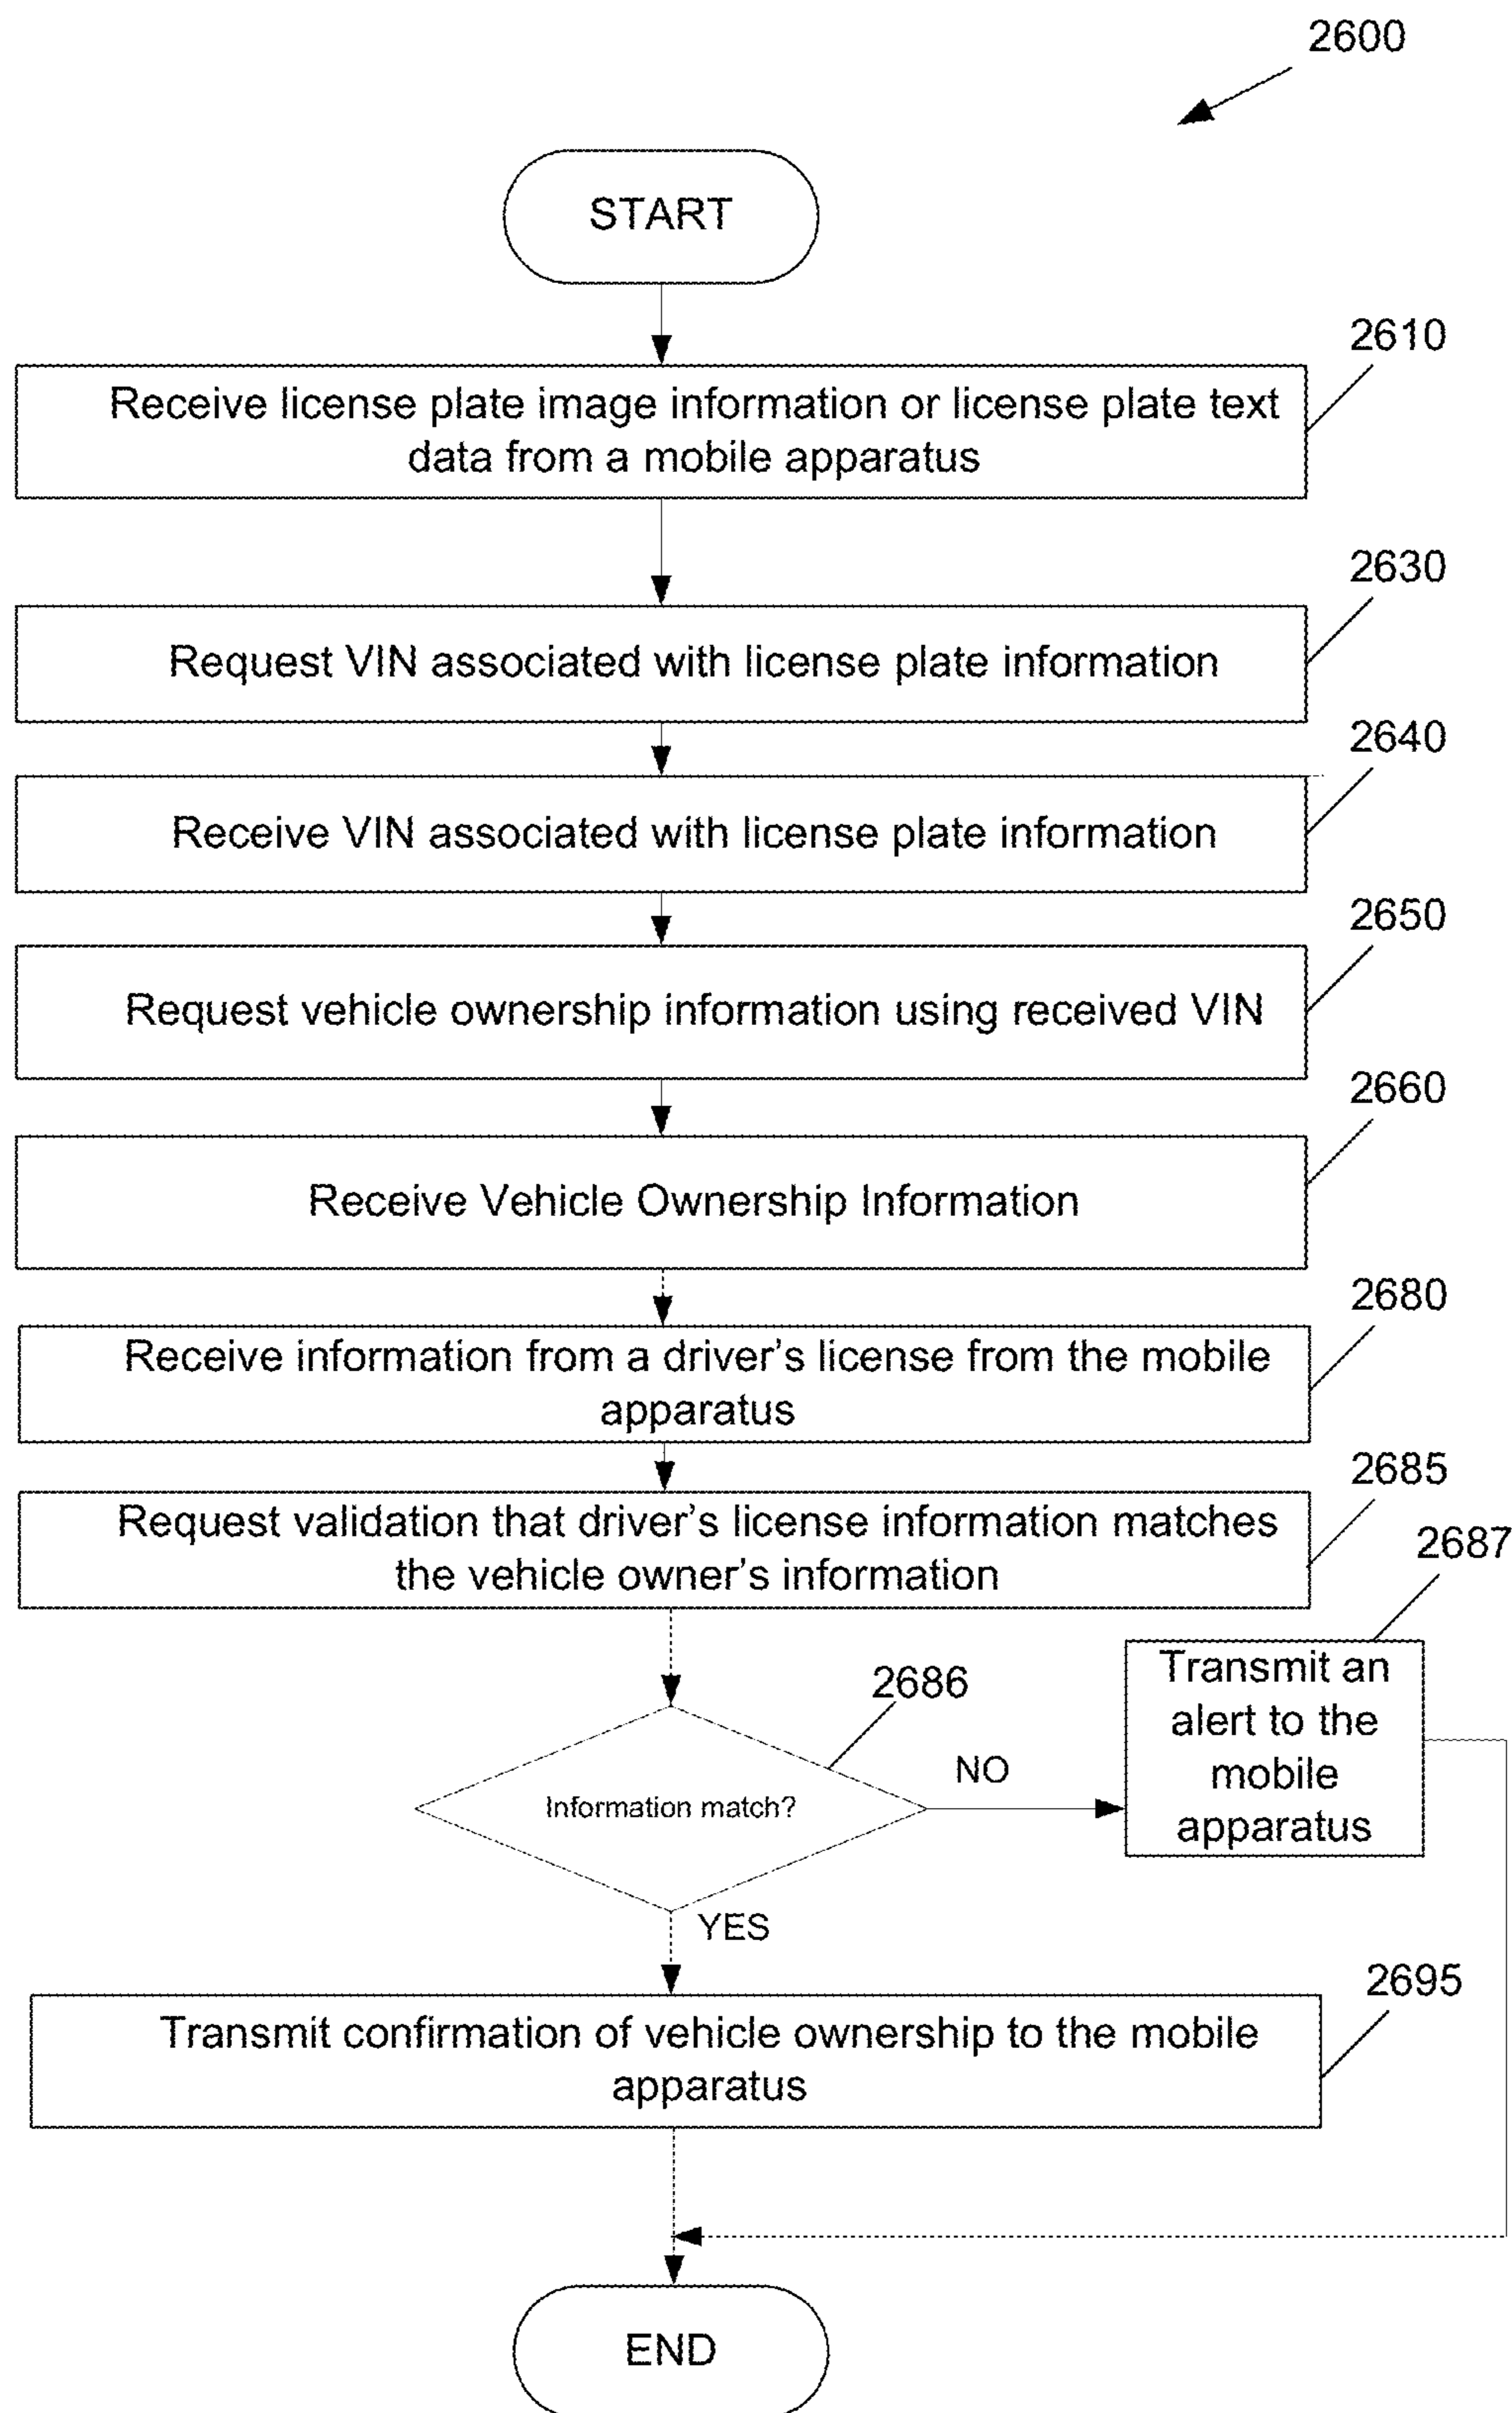 2600
START
2610
Receive license plate image information or license plate text
data from a mobile apparatus
2630
Request VIN associated with license plate information
2640
Receive VIN associated with license plate information
2650
Request vehicle ownership information using received VIN
2660
Receive Vehicle Ownership Information
2680
Receive information from a driver's license from the mobile
apparatus
2685
Request validation that driver's license information matches
the vehicle owner's information
2687
Transmit an
alert to the
mobile
apparatus
2686
Information match?
NO
YES
2695
Transmit confirmation of vehicle ownership to the mobile
apparatus
END